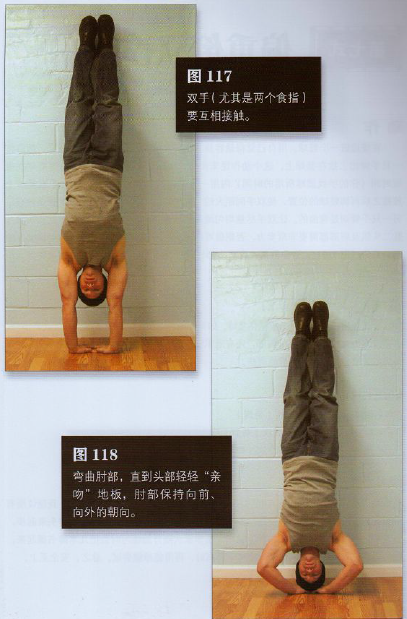 图 117
双手（尤其是两个食指）
要互相接触。
图 118
弯曲肘部，直到头部轻轻“亲
吻”地板，肘部保持向前、
向外的朝向。